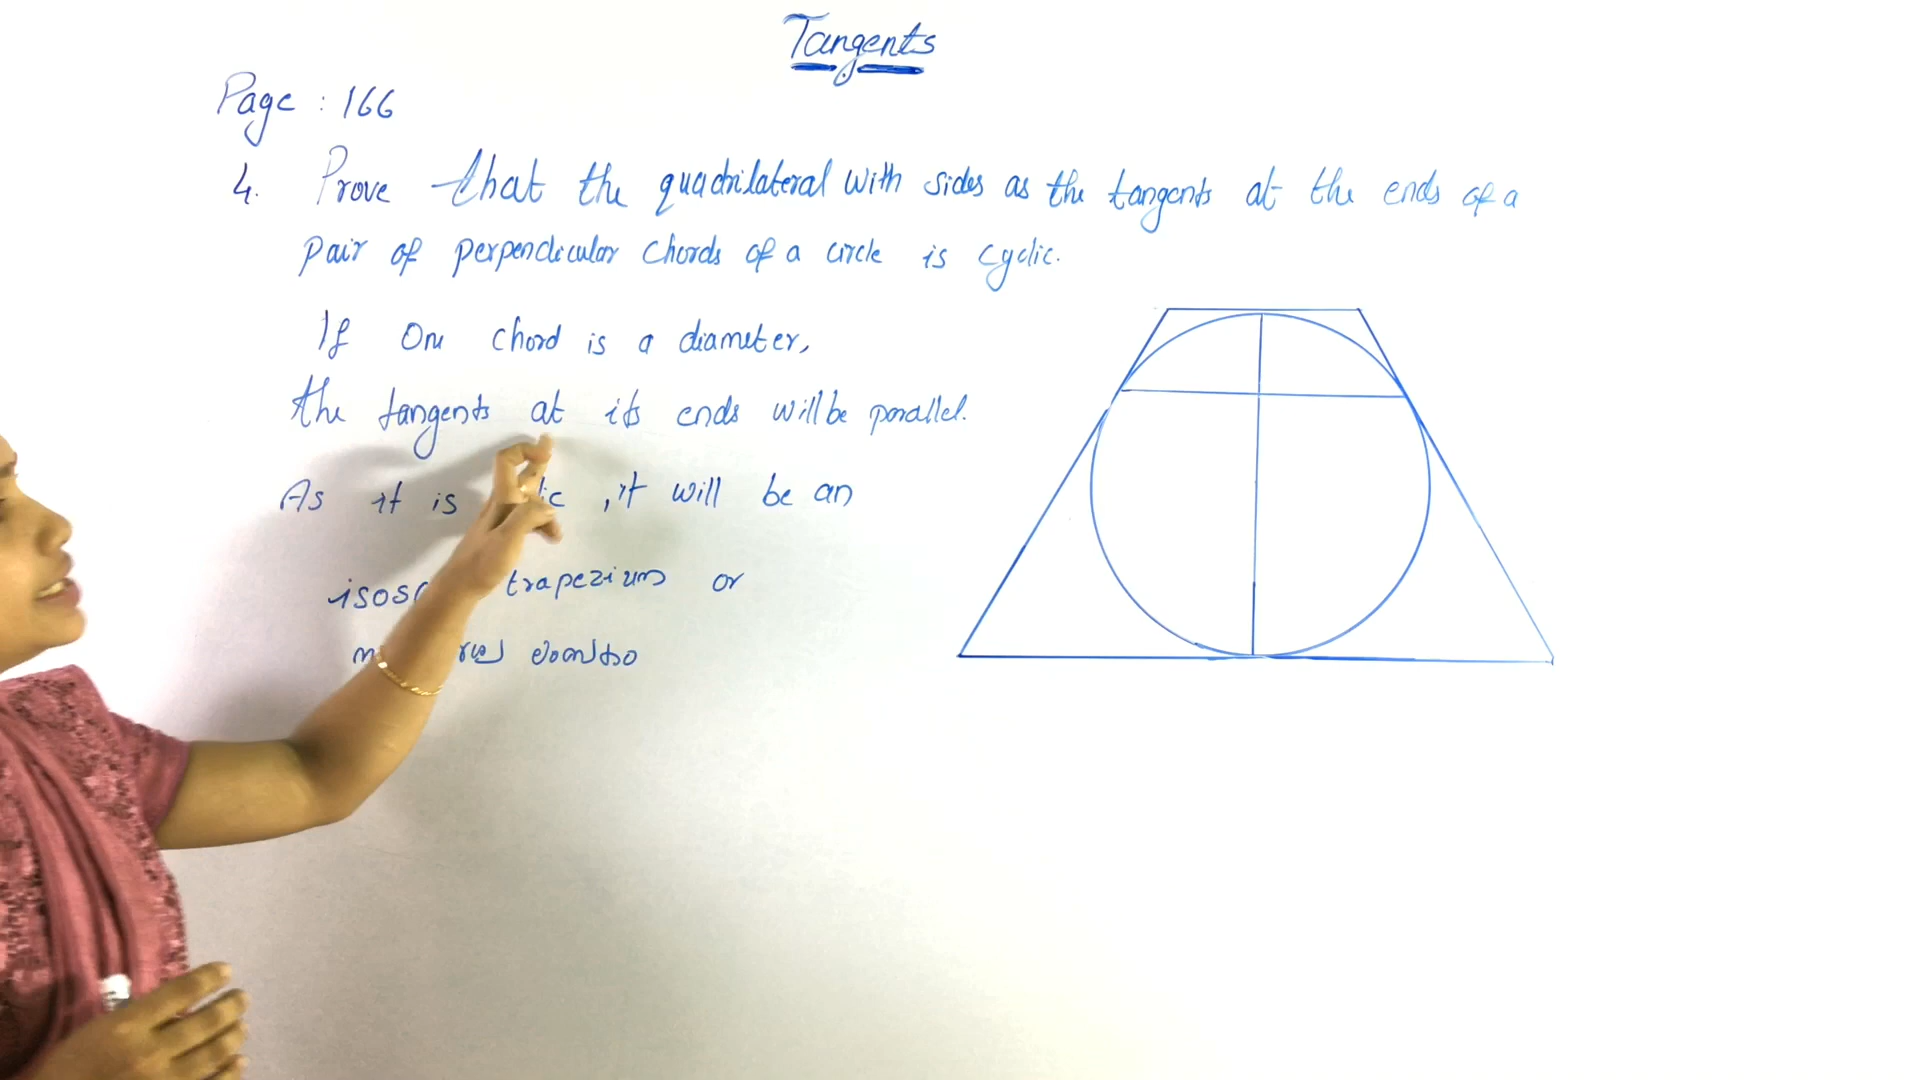 Tangents
Page : 166
4. Prove that the quadrilateral with sides as the tangents at the ends of a
pair of perpendicular chords of a circle is cyclic.
If One chord is a diameter,
the tangents at its ends will be parallel.
As it is , it will be an
trapezium or